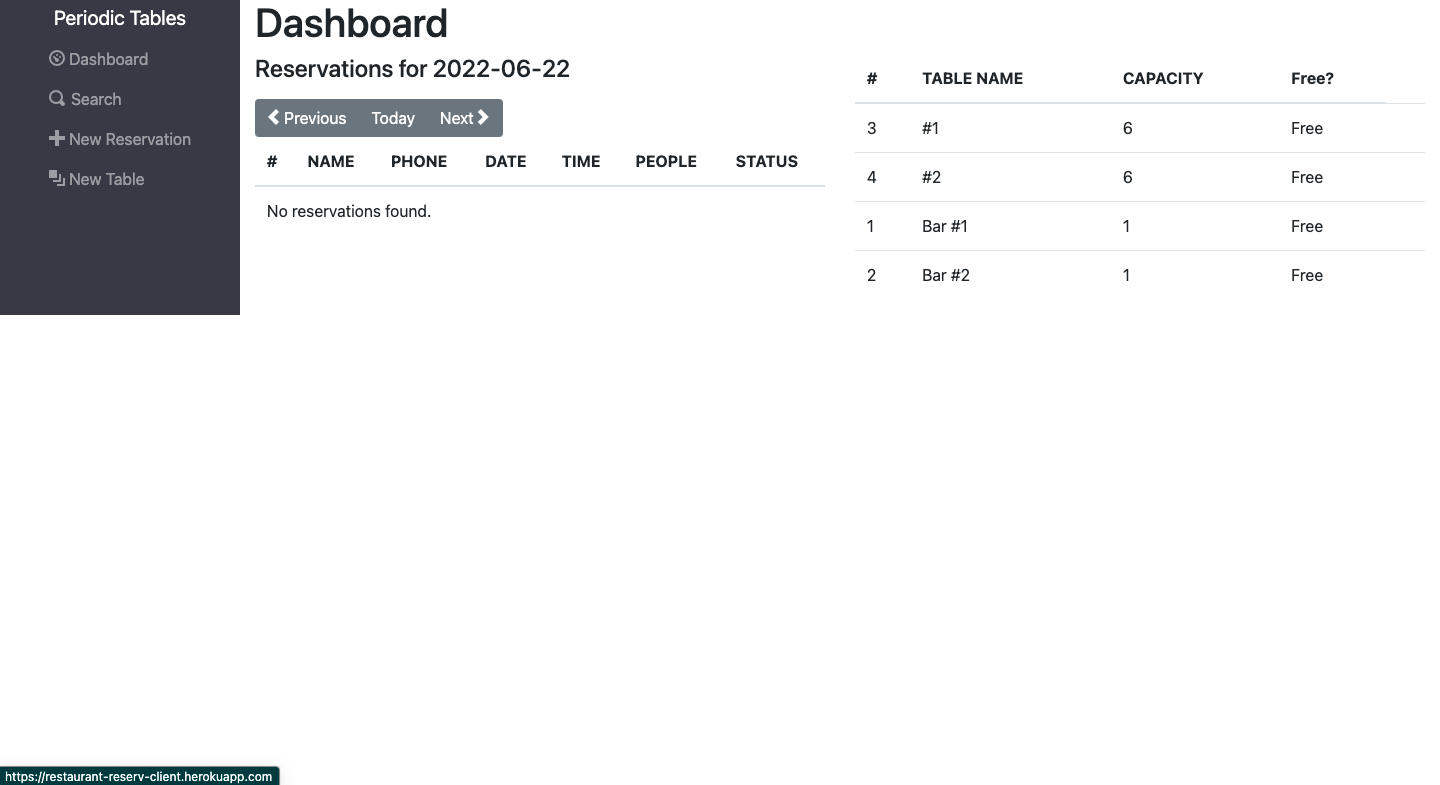 Periodic Tables
Dashboard
Search
New Reservation
New Table
Dashboard
Reservations for 2022-06-22
Previous Today Next
# NAME PHONE DATE TIME PEOPLE STATUS
No reservations found.
# TABLE NAME CAPACITY Free?
3 #1 6 Free
4 #2 6 Free
1 Bar #1 1 Free
2 Bar #2 1 Free
https://restaurant-reserv-client.herokuapp.com